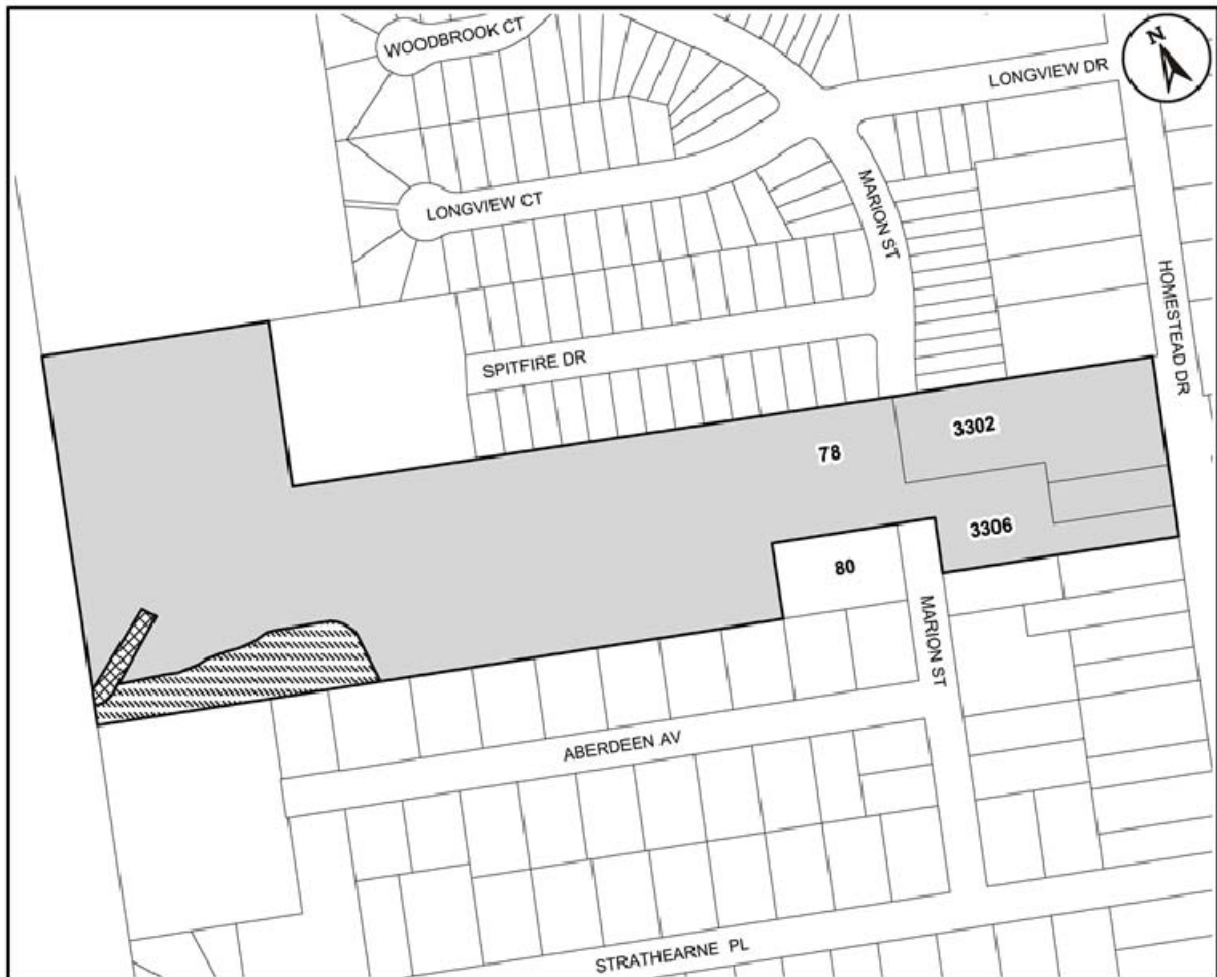 WOODBROOK CT
N
LONGVIEW DR
LONGVIEW CT
MARION ST
HOMESTEAD DR
SPITFIRE DR
3302
78
3306
80
MARION ST
ABERDEEN AV
STRATHEARNE PL